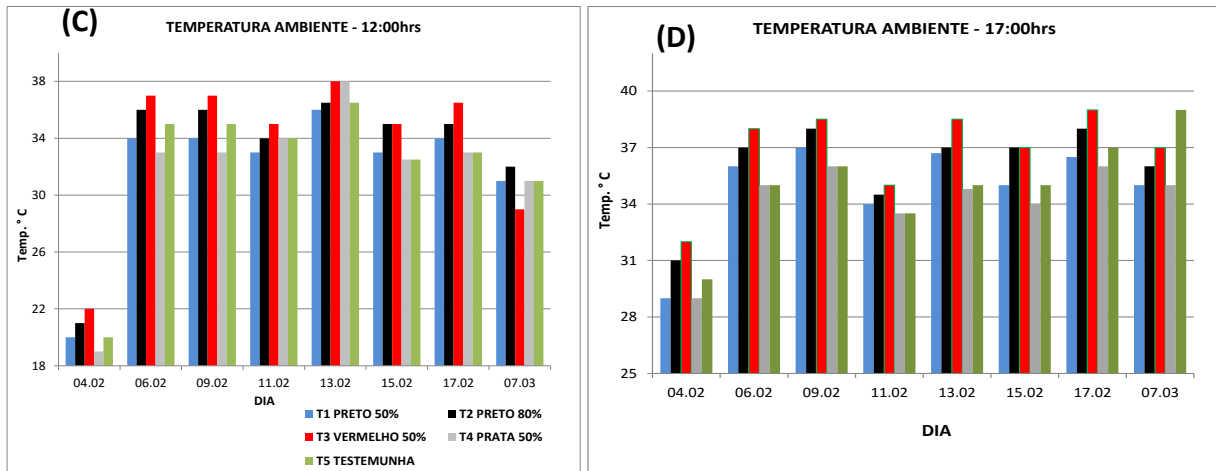 (C)
TEMPERATURA AMBIENTE - 12:00hrs
Temp. ° C
38
34
30
26
22
18
04.02 06.02 09.02 11.02 13.02 15.02 17.02 07.03
DIA
T1 PRETO 50% T2 PRETO 80%
T3 VERMELHO 50% T4 PRATA 50%
T5 TESTEMUNHA
(D)
TEMPERATURA AMBIENTE - 17:00hrs
Temp. ° C
40
37
34
31
28
25
04.02 06.02 09.02 11.02 13.02 15.02 17.02 07.03
DIA